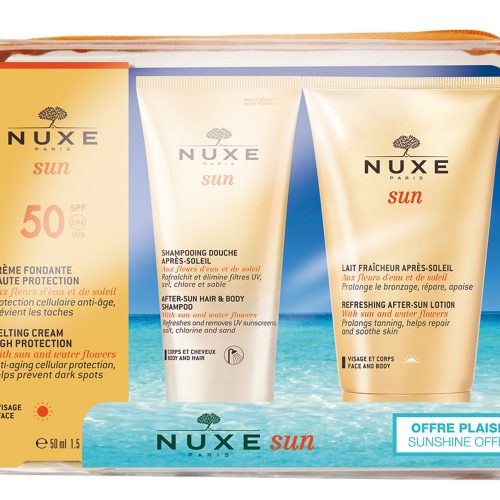 NUXE
PARIS
sun
50 SPF
UVA
UVB
CRÈME FONDANTE
HAUTE PROTECTION
Aux fleurs d'eau et de soleil
Protection cellulaire anti-âge,
prévient les taches
MELTING CREAM
HIGH PROTECTION
With sun and water flowers
Anti-aging cellular protection,
helps prevent dark spots
VISAGE
FACE
e 50 ml 1.5
NUXE
PARIS
sun
SHAMPOOING DOUCHE
APRÈS-SOLEIL
Aux fleurs d'eau et de soleil
Rafraîchit et élimine filtres UV,
sel, chlore et sable
AFTER-SUN HAIR & BODY
SHAMPOO
With sun and water flowers
Refreshes and removes UV sunscreens,
salt, chlorine and sand
CORPS ET CHEVEUX
BODY AND HAIR
NUXE
PARIS
sun
LAIT FRAÎCHEUR APRÈS-SOLEIL
Aux fleurs d'eau et de soleil
Prolonge le bronzage, répare, apaise
REFRESHING AFTER-SUN LOTION
With sun and water flowers
Prolongs tanning, helps repair
and soothe skin
VISAGE ET CORPS
FACE AND BODY
NUXE sun
PARIS
OFFRE PLAISI
SUNSHINE OFFE